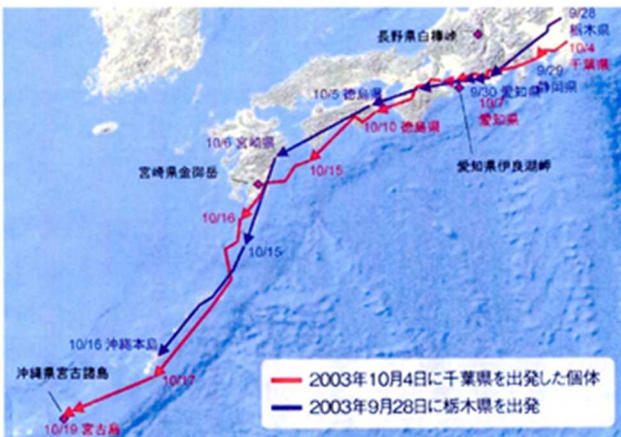 9/28
栃木県
長野県白樺峠
10/4
千葉県
9/29
静岡県
9/30 愛知県
10/7
愛知県
10/5 徳島県
10/10 徳島県
愛知県伊良湖岬
10/6 宮崎県
宮崎県金御岳
10/15
10/16
10/15
10/16 沖縄本島
沖縄県宮古諸島
10/17
10/19 宮古島
2003年10月4日に千葉県を出発した個体
2003年9月28日に栃木県を出発